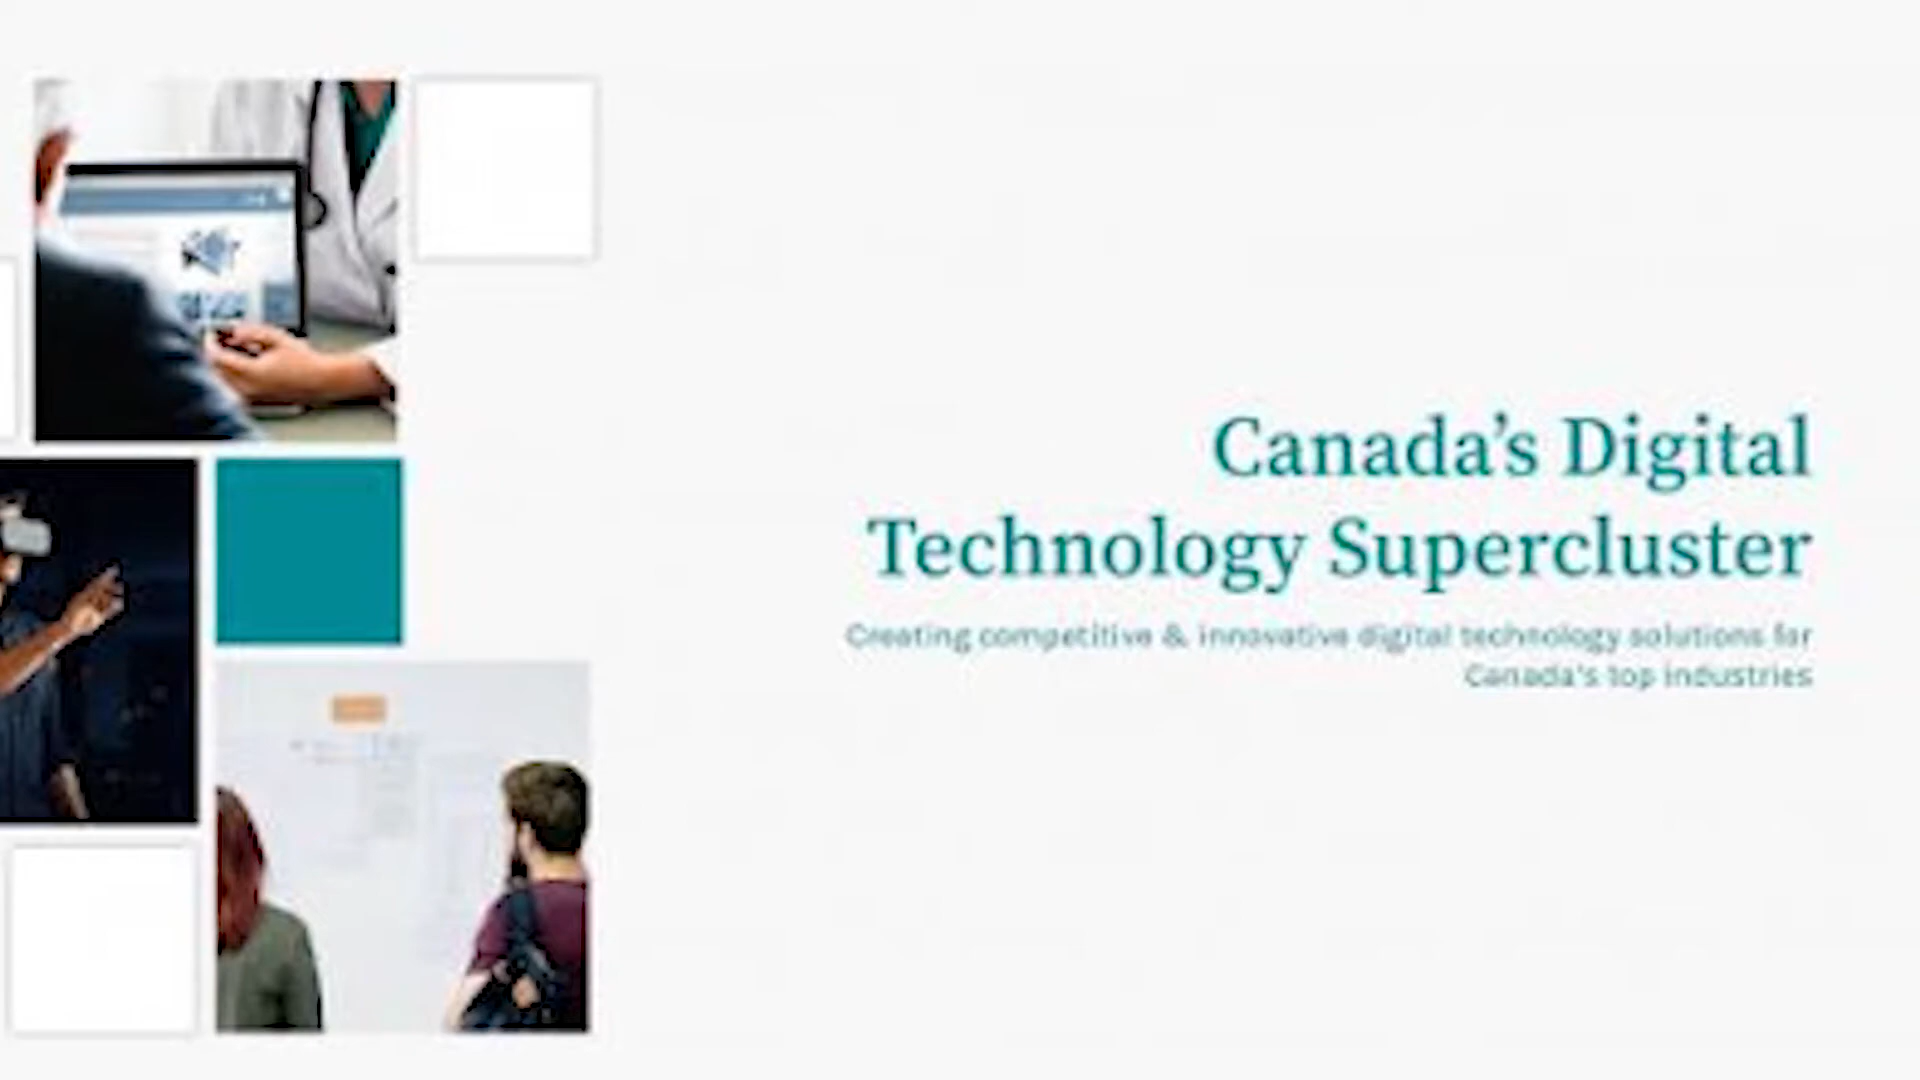 Canada’s Digital
Technology Supercluster
Creating competitive & innovative digital technology solutions for
Canada's top industries